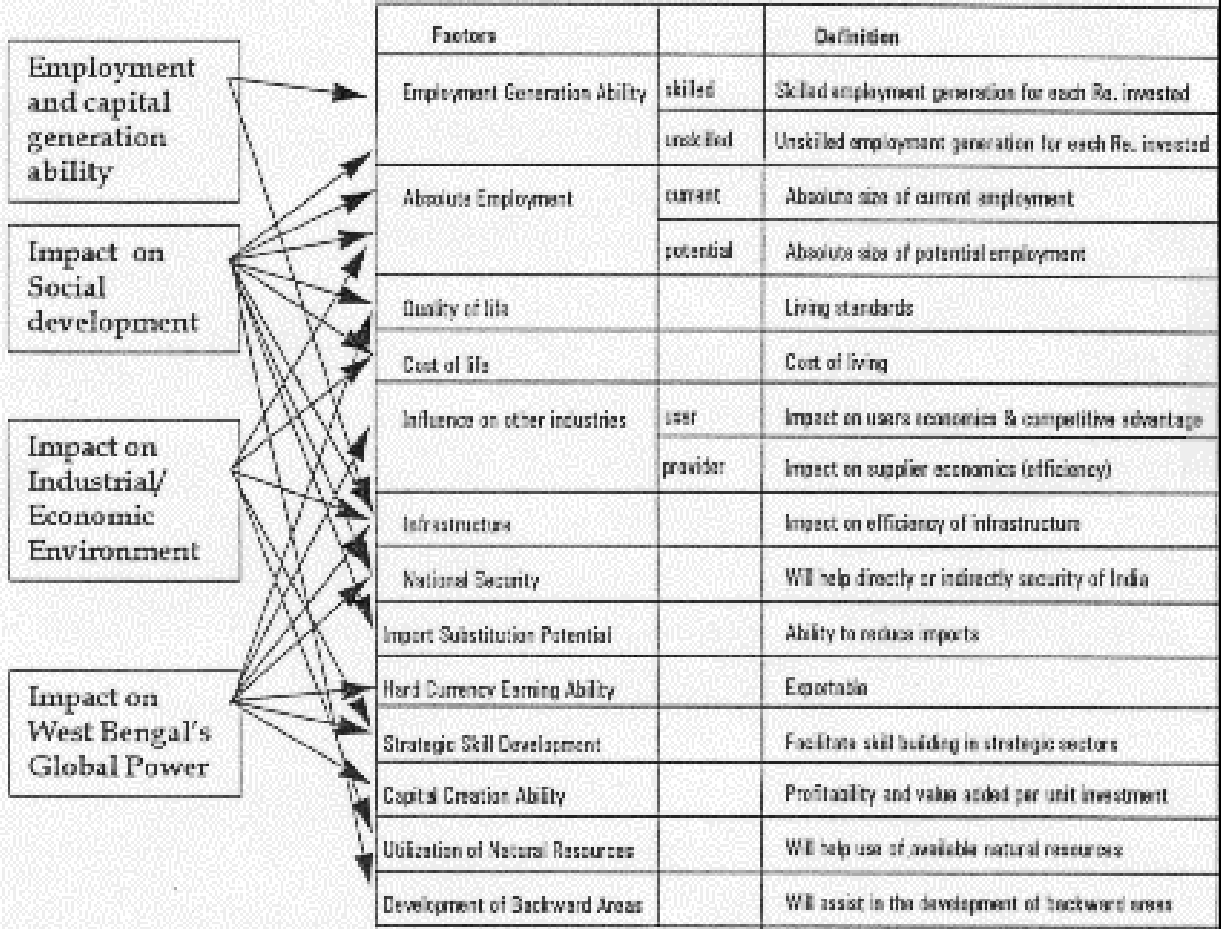 Employment
and capital
generation
ability
Impact on
Social
development
Impact on
Industrial/
Economic
Environment
Impact on
West Bengal's
Global Power
Factors Definition
Employment Generation Ability skilled Skilled employment generation for each Re. invested
unskilled Unskilled employment generation for each Re. invested
Absolute Employment current Absolute size of current employment
potential Absolute size of potential employment
Quality of life Living standards
Cost of life Cost of living
Influence on other industries user Impact on users economics & competitive advantage
provider Impact on supplier economics (efficiency)
Infrastructure Impact on efficiency of infrastructure
National Security Will help directly or indirectly security of India
Import Substitution Potential Ability to reduce imports
Hard Currency Earning Ability Exportable
Strategic Skill Development Facilitate skill building in strategic sectors
Capital Creation Ability Profitability and value added per unit investment
Utilization of Natural Resources Will help use of available natural resources
Development of Backward Areas Will assist in the development of backward areas